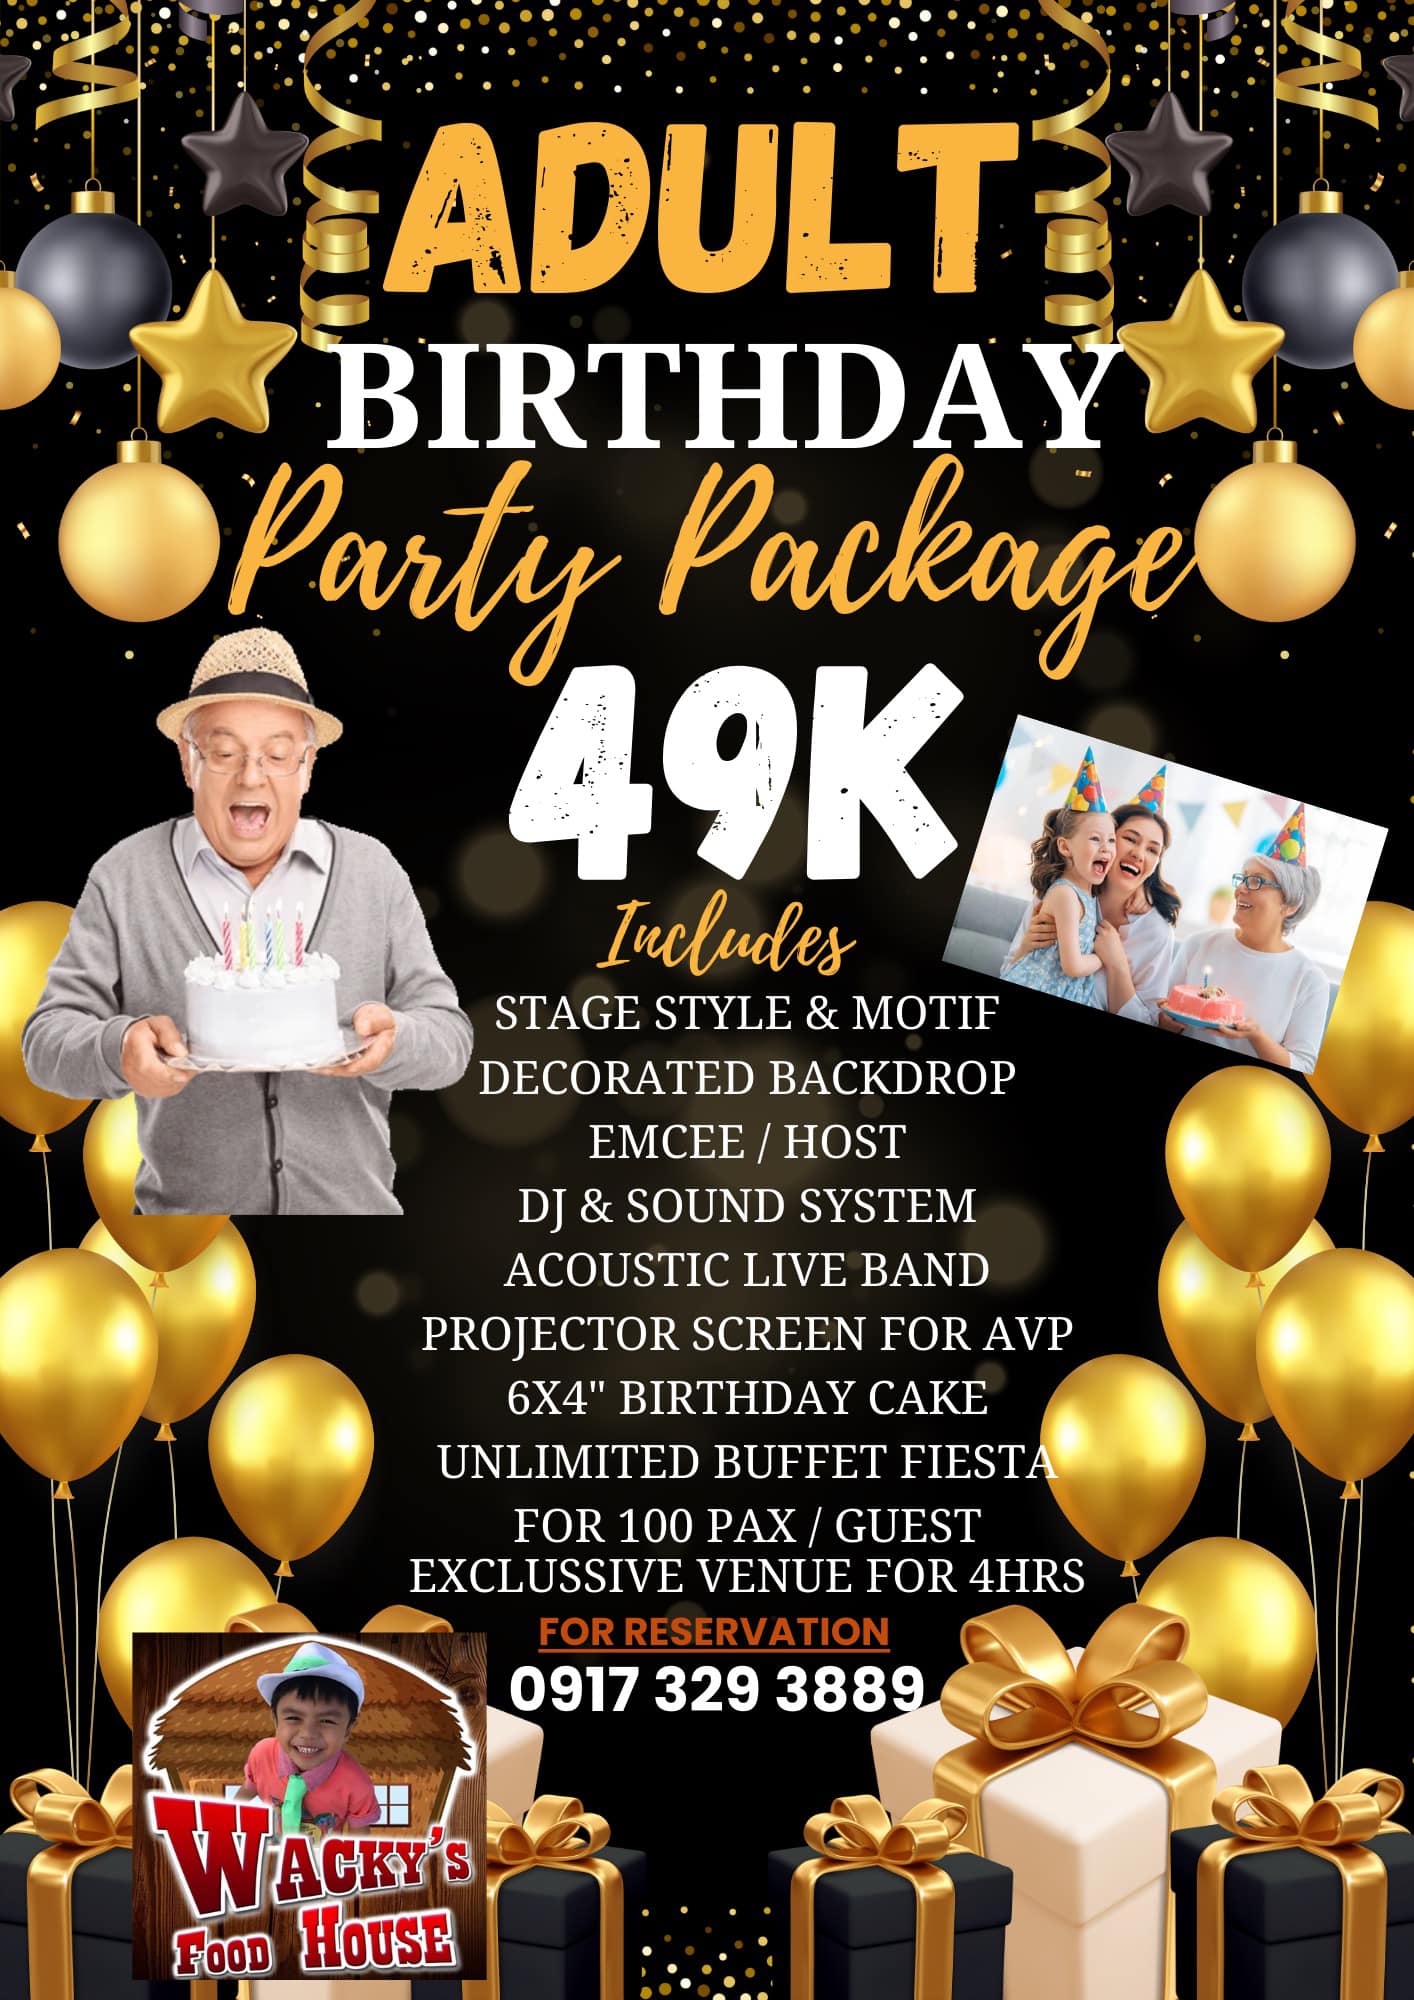 ADULT
BIRTHDAY
Party Package
49K
Includes
STAGE STYLE & MOTIF
DECORATED BACKDROP
EMCEE / HOST
DJ & SOUND SYSTEM
ACOUSTIC LIVE BAND
PROJECTOR SCREEN FOR AVP
6X4" BIRTHDAY CAKE
UNLIMITED BUFFET FIESTA
FOR 100 PAX / GUEST
EXCLUSSIVE VENUE FOR 4HRS
FOR RESERVATION
0917 329 3889
WACKY'S
FOOD HOUSE